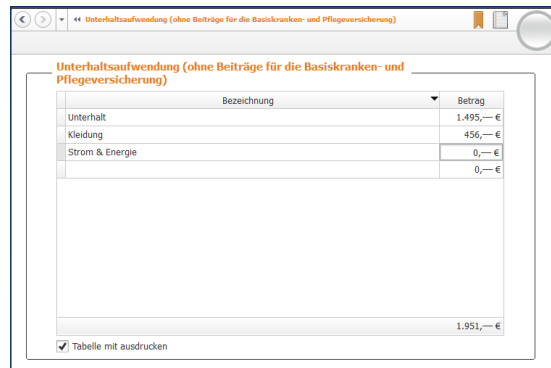 Unterhaltsaufwendung (ohne Beiträge für die Basiskranken- und Pflegeversicherung)
Unterhaltsaufwendung (ohne Beiträge für die Basiskranken- und
Pflegeversicherung)
Bezeichnung Betrag
Unterhalt 1.495,— €
Kleidung 456,— €
Strom & Energie 0,— €
0,— €
1.951,— €
Tabelle mit ausdrucken